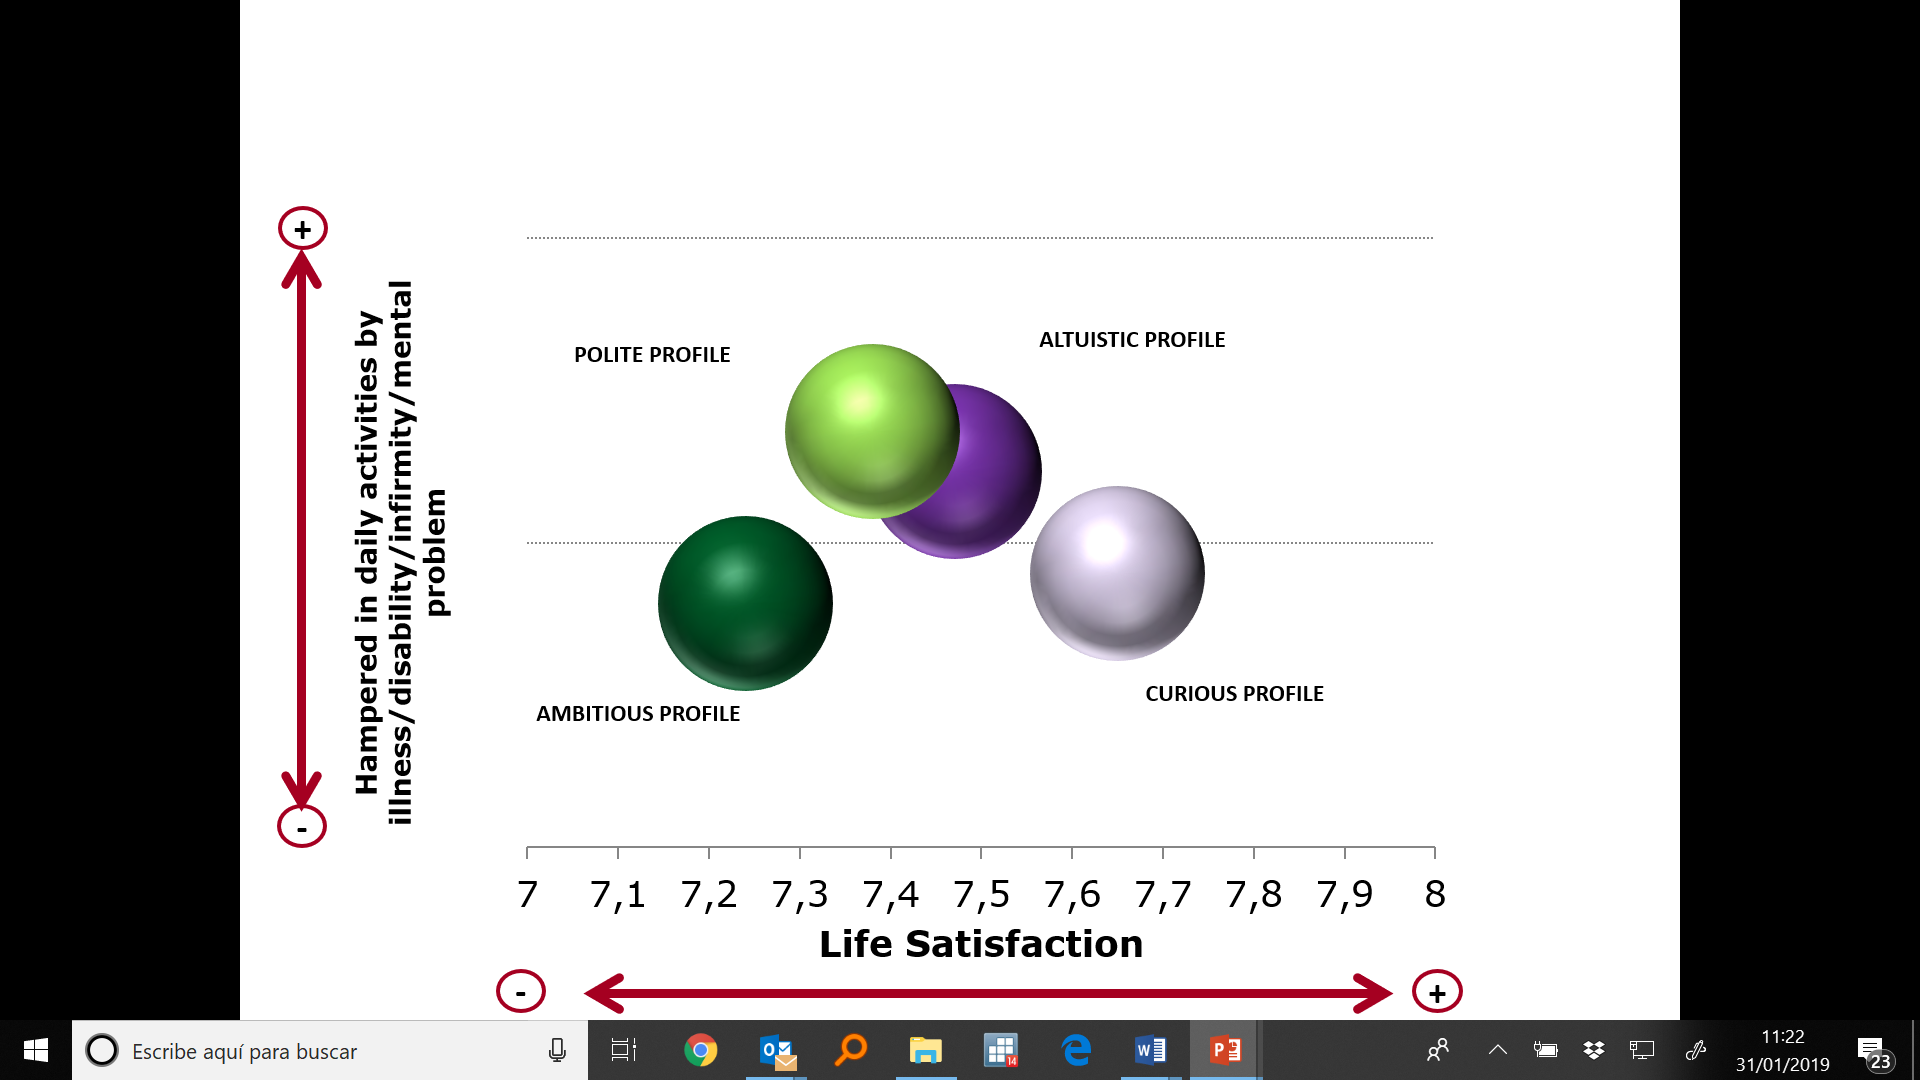 +
Hampered in daily activities by
illness/disability/infirmity/mental
problem
-
POLITE PROFILE
ALTUISTIC PROFILE
AMBITIOUS PROFILE
CURIOUS PROFILE
7 7,1 7,2 7,3 7,4 7,5 7,6 7,7 7,8 7,9 8
Life Satisfaction
- +
Escribe aquí para buscar
O
14
W
P
11:22
31/01/2019
23